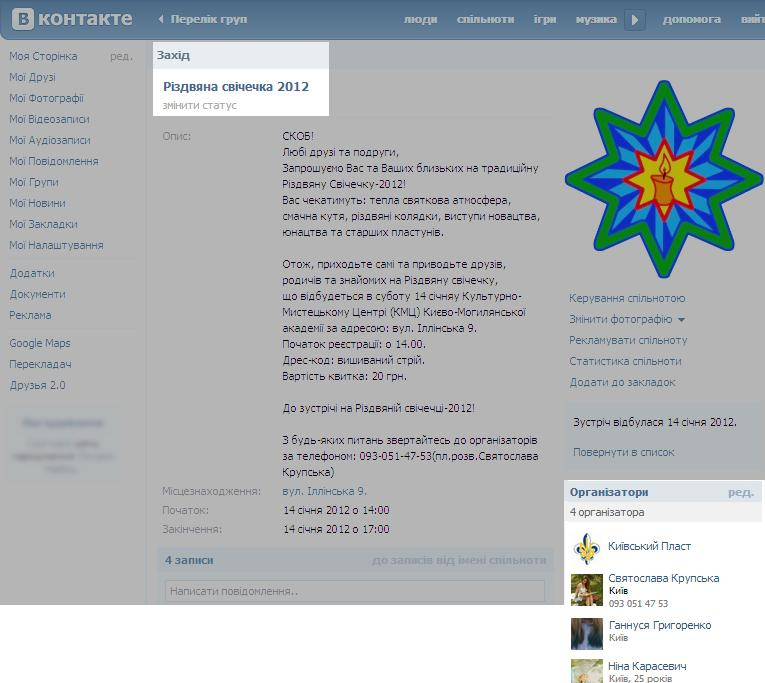 В контакте
Перелік груп
люди
спільноти
ігри
музика
допомога
Моя Сторінка
ред.
Мої Друзі
Мої Фотографії
Мої Відеозаписи
Мої Аудіозаписи
Мої Повідомлення
Мої Групи
Мої Новини
Мої Закладки
Мої Налаштування
Додатки
Документи
Реклама
Google Maps
Перекладач
Друзья 2.0
Захід
Різдвяна свічечка 2012
змінити статус
Опис:
СКОБ!
Любі друзі та подруги,
Запрошуємо Вас та Ваших близьких на традиційну
Різдвяну Свічечку-2012!
Вас чекатимуть: тепла святкова атмосфера,
смачна кутя, різдвяні колядки, виступи новацтва,
юнацтва та старших пластунів.
Отож, приходьте самі та приводьте друзів,
родичів та знайомих на Різдвяну свічечку,
що відбудеться в суботу 14 січняу Культурно-
Мистецькому Центрі (КМЦ) Києво-Могилянської
академії за адресою: вул. Іллінська 9.
Початок реєстрації: о 14.00.
Дрес-код: вишиваний стрій.
Вартість квитка: 20 грн.
До зустрічі на Різдвяній свічечці-2012!
З будь-яких питань звертайтесь до організаторів
за телефоном: 093-051-47-53(пл.розв.Святослава
Крупська)
Місцезнаходження:
вул. Іллінська 9.
Початок:
14 січня 2012 о 14:00
Закінчення:
14 січня 2012 о 17:00
4 записи
до записів від імені спільноти
Написати повідомлення..
Керування спільнотою
Змінити фотографію
Рекламувати спільноту
Статистика спільноти
Додати до закладок
Зустріч відбулася 14 січня 2012.
Повернути в список
Організатори
ред.
4 організатора
Київський Пласт
Святослава Крупська
Київ
093 051 47 53
Ганнуся Григоренко
Київ
Ніна Карасевич
Київ, 25 років